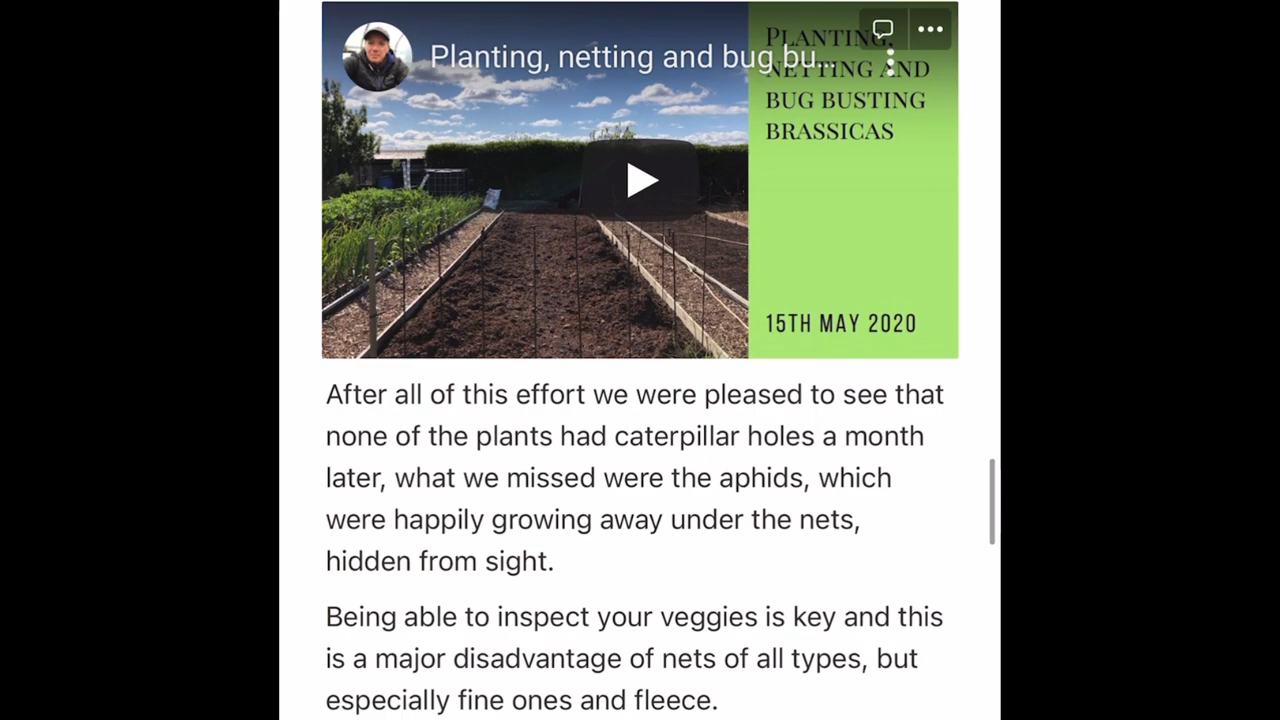 Planting, netting and bug bu...
PLANTING,
NETTING AND
BUG BUSTING
BRASSICAS
15TH MAY 2020
After all of this effort we were pleased to see that
none of the plants had caterpillar holes a month
later, what we missed were the aphids, which
were happily growing away under the nets,
hidden from sight.
Being able to inspect your veggies is key and this
is a major disadvantage of nets of all types, but
especially fine ones and fleece.